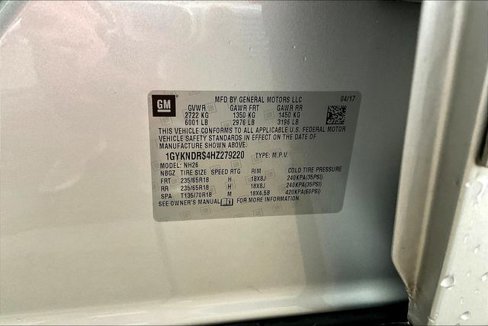 GM
MFD BY GENERAL MOTORS LLC 04/17
GVWR GAWR FRT GAWR RR
2722 KG 1350 KG 1450 KG
6001 LB 2976 LB 3196 LB
THIS VEHICLE CONFORMS TO ALL APPLICABLE U.S. FEDERAL MOTOR
VEHICLE SAFETY STANDARDS IN EFFECT ON THE DATE OF
MANUFACTURE SHOWN ABOVE.
1GYKNDRS4HZ279220 TYPE: M.P.V.
MODEL: NH26
NBGZ TIRE SIZE SPEED RTG RIM COLD TIRE PRESSURE
FRT 235/65R18 H 18X8J 240KPA(35PSI)
RR 235/65R18 H 18X8J 240KPA(35PSI)
SPA T135/70R18 M 18X4.5B 420KPA(60PSI)
SEE OWNER'S MANUAL FOR MORE INFORMATION.